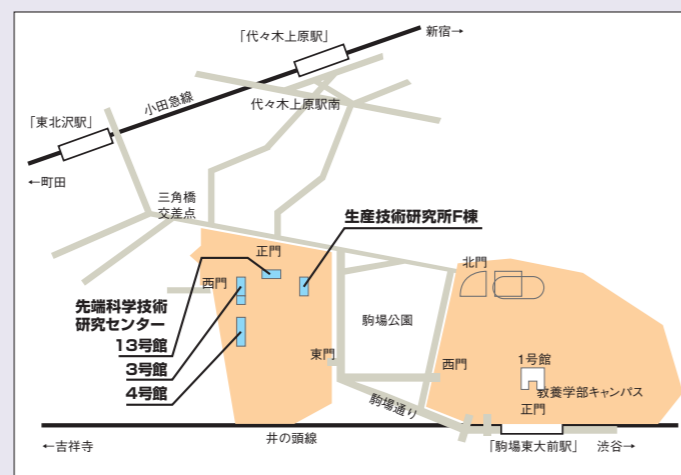 「代々木上原駅」
新宿→
小田急線
代々木上原駅南
「東北沢駅」
←町田
三角橋
交差点
生産技術研究所F棟
正門
北門
西門
先端科学技術
研究センター
13号館
3号館
4号館
駒場公園
東門
西門
1号館
教養学部キャンパス
正門
駒場通り
←吉祥寺
井の頭線
「駒場東大前駅」
渋谷→